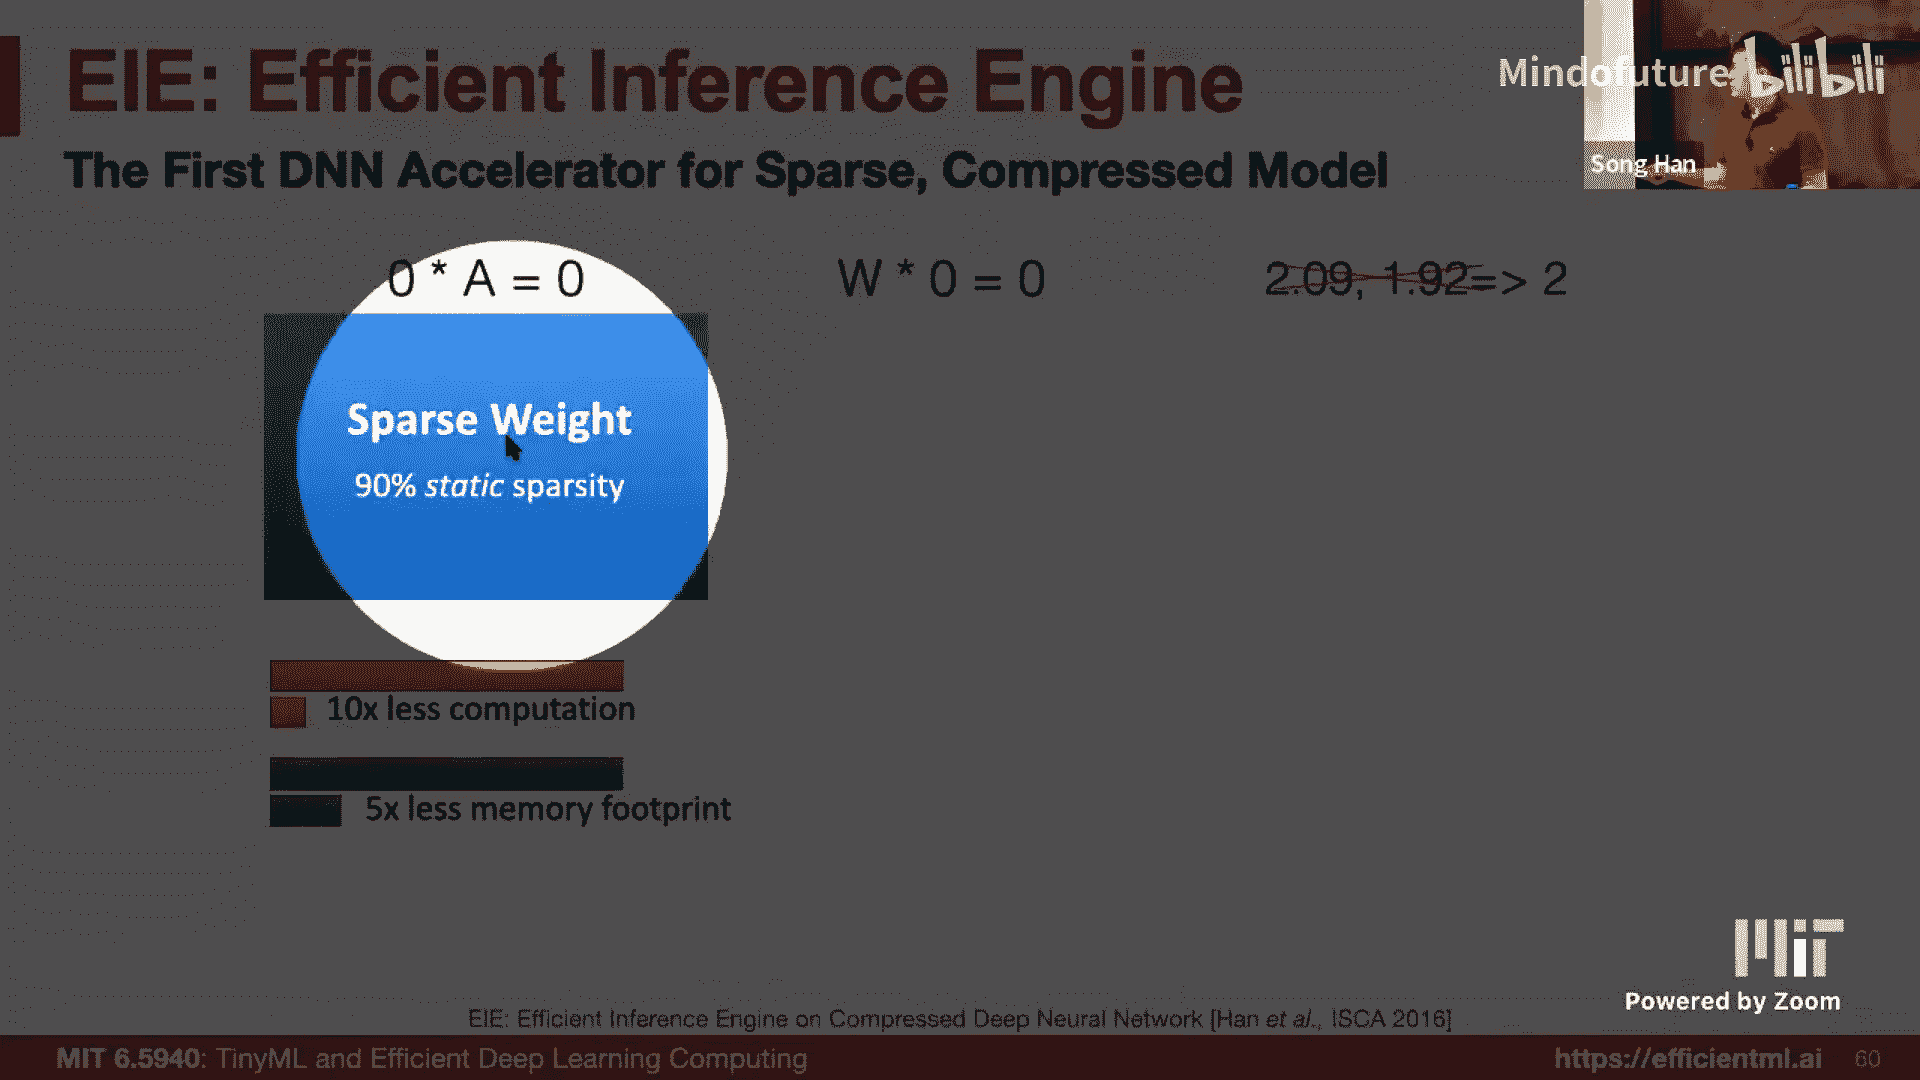 EIE: Efficient Inference Engine
Mindofuture
bilibili
The First DNN Accelerator for Sparse, Compressed Model
Song Han
0 * A = 0
W * 0 = 0
2.09, 1.92=> 2
Sparse Weight
90% static sparsity
10x less computation
5x less memory footprint
MIT
Powered by Zoom
EIE: Efficient Inference Engine on Compressed Deep Neural Network [Han et al., ISCA 2016]
MIT 6.5940: TinyML and Efficient Deep Learning Computing
https://efficientml.ai
60